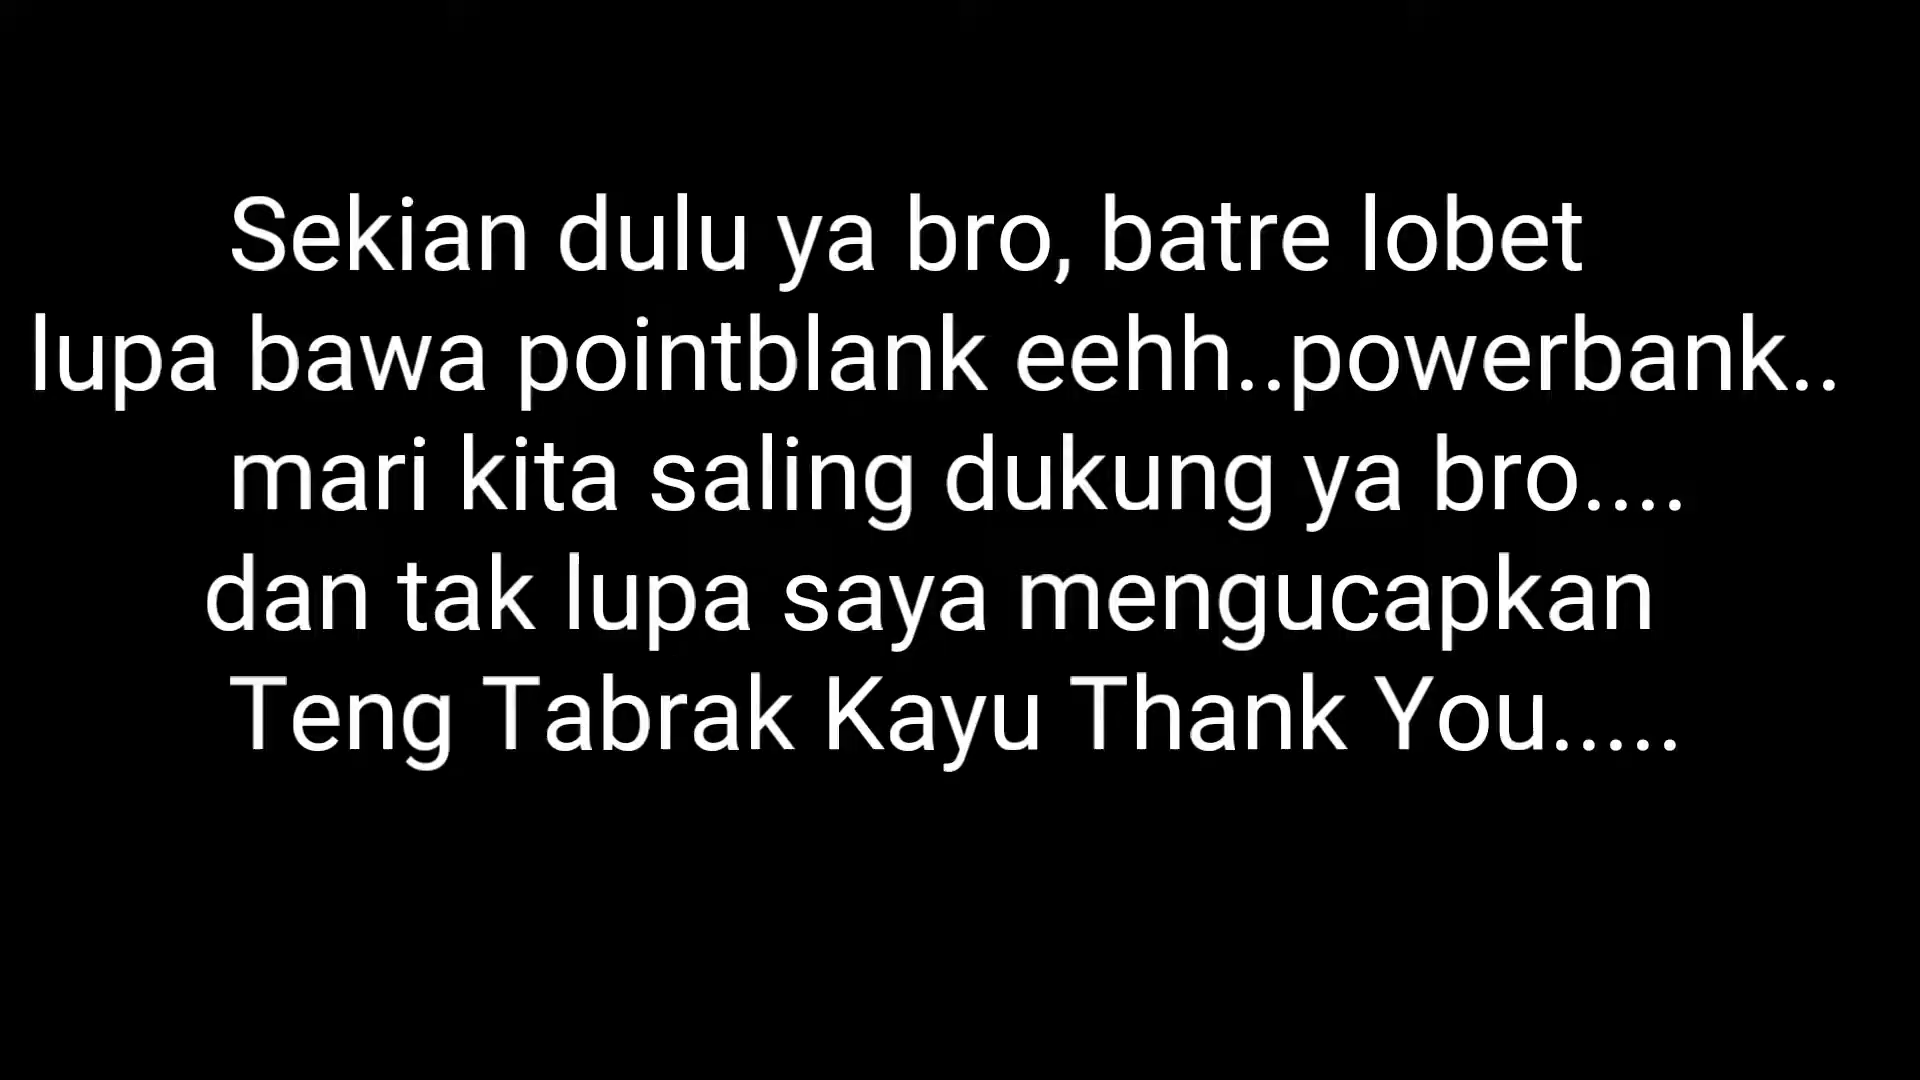 Sekian dulu ya bro, batre lobet
lupa bawa pointblank eehh..powerbank..
mari kita saling dukung ya bro....
dan tak lupa saya mengucapkan
Teng Tabrak Kayu Thank You.....